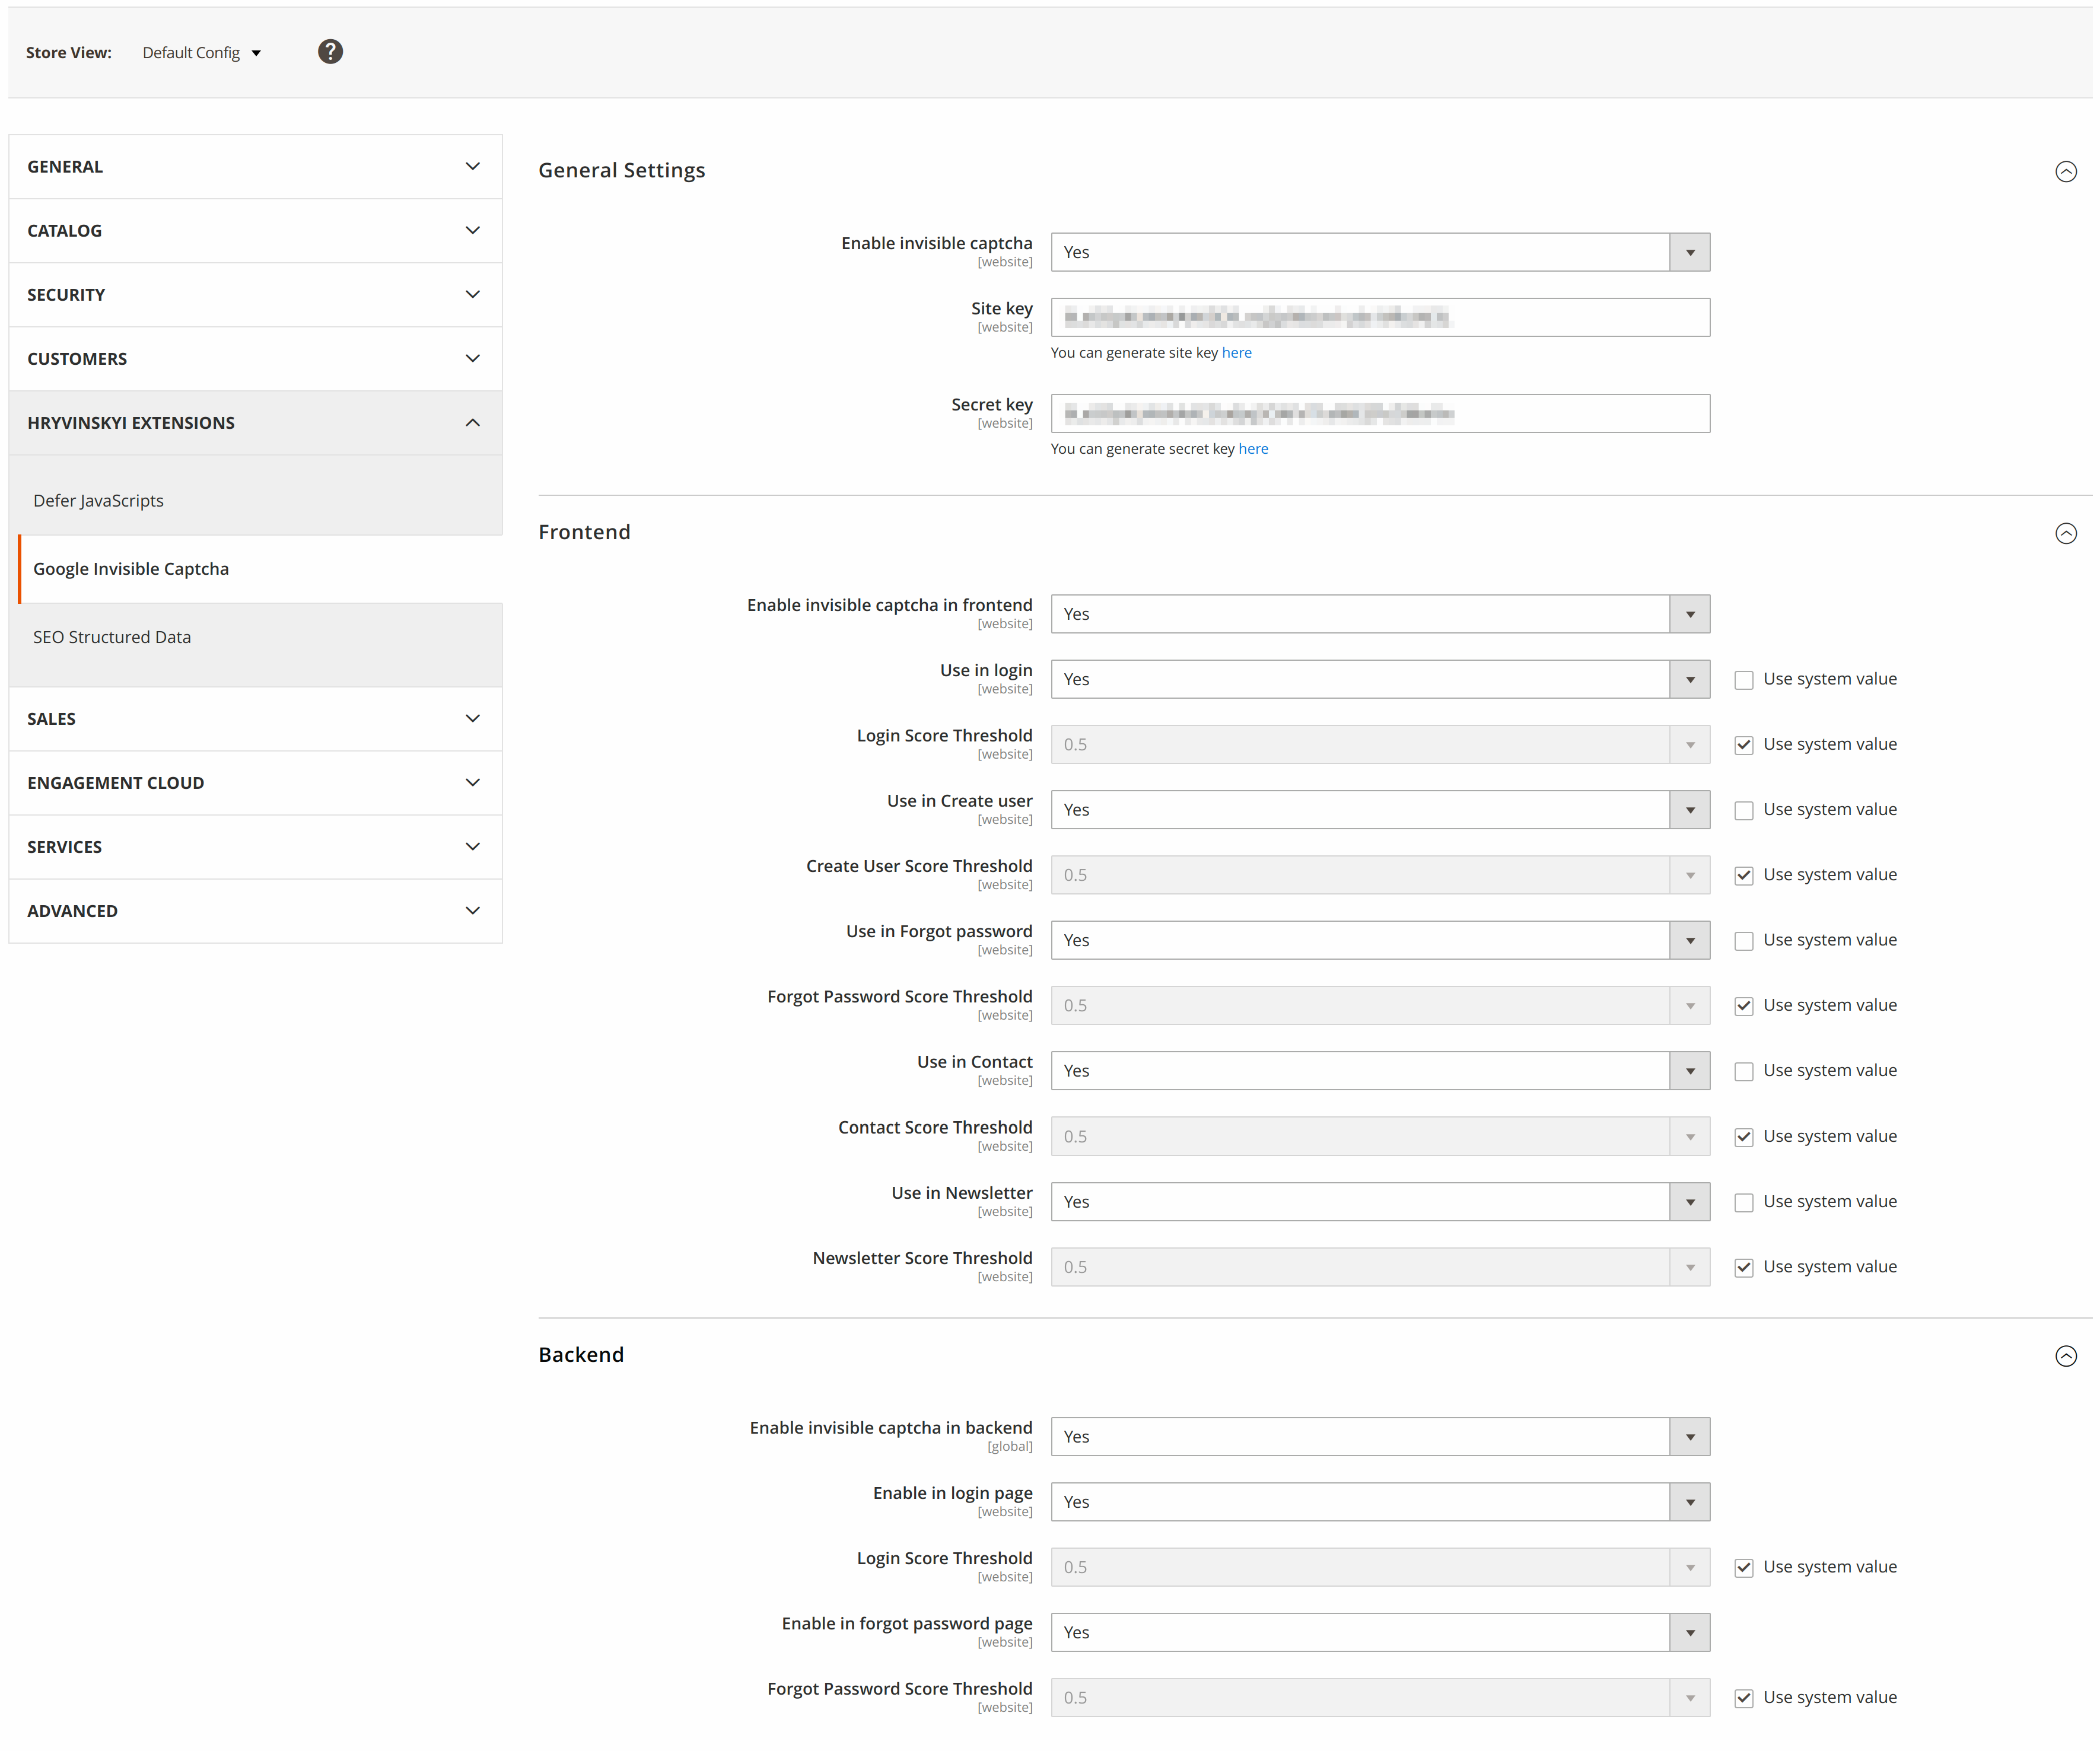 Store View: Default Config ?
GENERAL
CATALOG
SECURITY
CUSTOMERS
HRYVINSKYI EXTENSIONS
Defer JavaScripts
Google Invisible Captcha
SEO Structured Data
SALES
ENGAGEMENT CLOUD
SERVICES
ADVANCED
General Settings
Enable invisible captcha
[website]
Yes
Site key
[website]
You can generate site key here
Secret key
[website]
You can generate secret key here
Frontend
Enable invisible captcha in frontend
[website]
Yes
Use in login
[website]
Yes
Use system value
Login Score Threshold
[website]
0.5
Use system value
Use in Create user
[website]
Yes
Use system value
Create User Score Threshold
[website]
0.5
Use system value
Use in Forgot password
[website]
Yes
Use system value
Forgot Password Score Threshold
[website]
0.5
Use system value
Use in Contact
[website]
Yes
Use system value
Contact Score Threshold
[website]
0.5
Use system value
Use in Newsletter
[website]
Yes
Use system value
Newsletter Score Threshold
[website]
0.5
Use system value
Backend
Enable invisible captcha in backend
[global]
Yes
Enable in login page
[website]
Yes
Login Score Threshold
[website]
0.5
Use system value
Enable in forgot password page
[website]
Yes
Forgot Password Score Threshold
[website]
0.5
Use system value